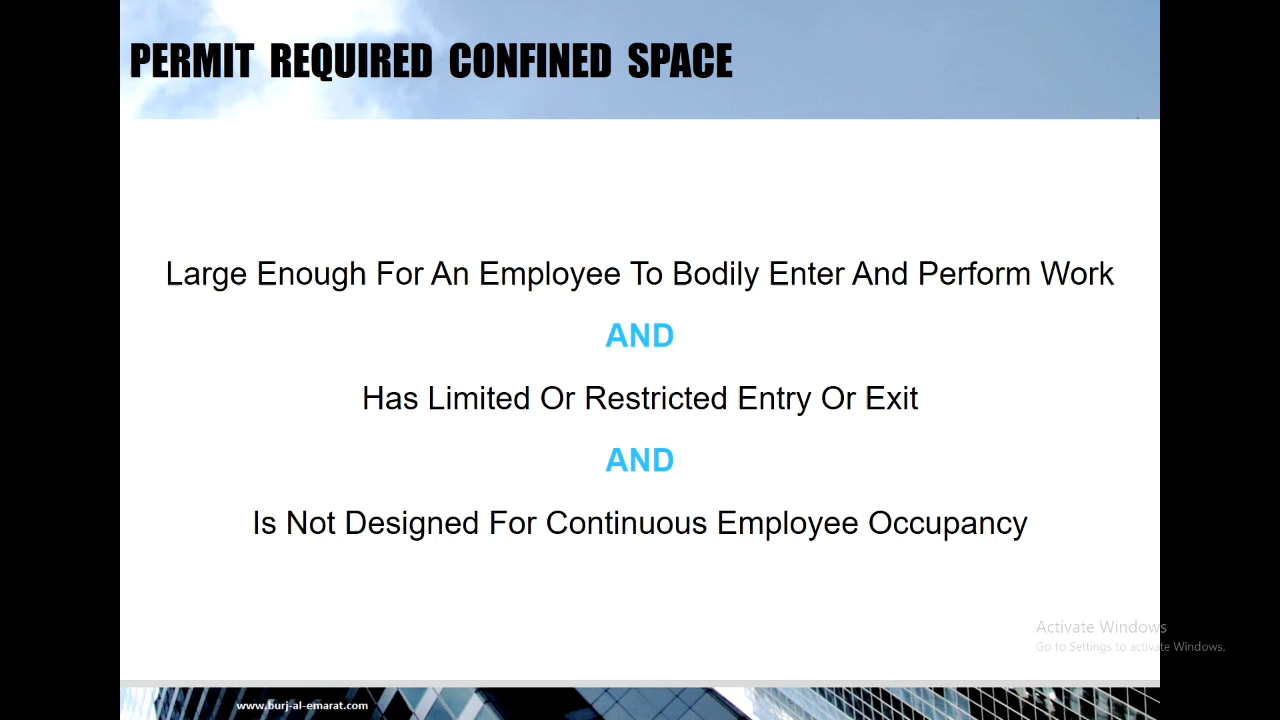 PERMIT REQUIRED CONFINED SPACE
Large Enough For An Employee To Bodily Enter And Perform Work
AND
Has Limited Or Restricted Entry Or Exit
AND
Is Not Designed For Continuous Employee Occupancy
Activate Windows
Go to Settings to activate Windows.
www.burj-al-emarat.com